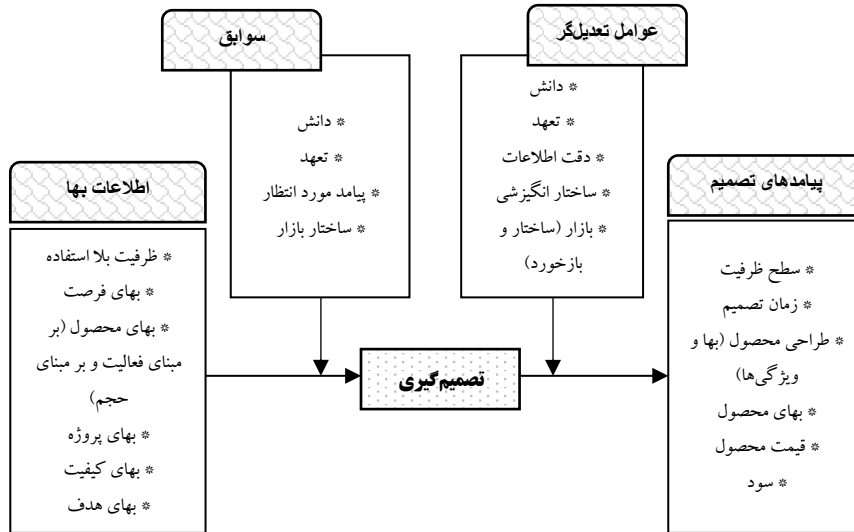 سوابق
* دانش
* تعهد
* پیامد مورد انتظار
* ساختار بازار
عوامل تعدیل‌گر
* دانش
* تعهد
* دقت اطلاعات
* ساختار انگیزشی
* بازار (ساختار و
بازخورد)
اطلاعات بها
* ظرفیت بلا استفاده
* بهای فرصت
* بهای محصول (بر
مبنای فعالیت و بر مبنای
حجم)
* بهای پروژه
* بهای کیفیت
* بهای هدف
تصمیم‌گیری
پیامدهای تصمیم
* سطح ظرفیت
* زمان تصمیم
* طراحی محصول (بها و
ویژگی‌ها)
* بهای محصول
* قیمت محصول
* سود